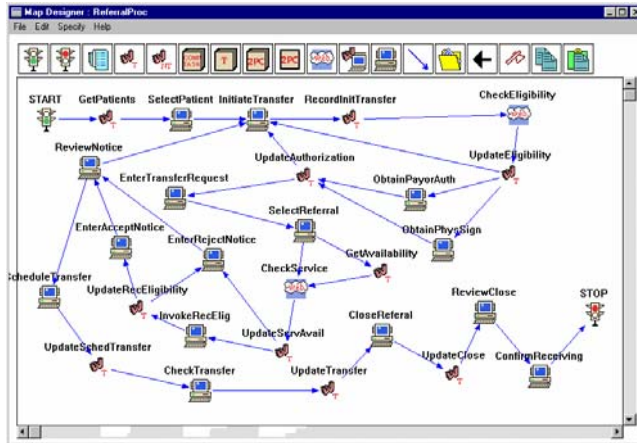 Map Designer : ReferralProc
File Edit Specify Help
START GetPatients SelectPatient InitiateTransfer RecordInitTransfer CheckEligibility
ReviewNotice EnterTransferRequest UpdateAuthorization UpdateEligibility
ObtainPayorAuth
SelectReferral
EnterAcceptNotice EnterRejectNotice ObtainPhysSign
GetAvailability
ScheduleTransfer CheckService
UpdateRecEligibility ReviewClose STOP
InvokeRecElig CloseReferal
UpdateSchedTransfer UpdateServAvail
CheckTransfer UpdateTransfer UpdateClose ConfirmReceiving